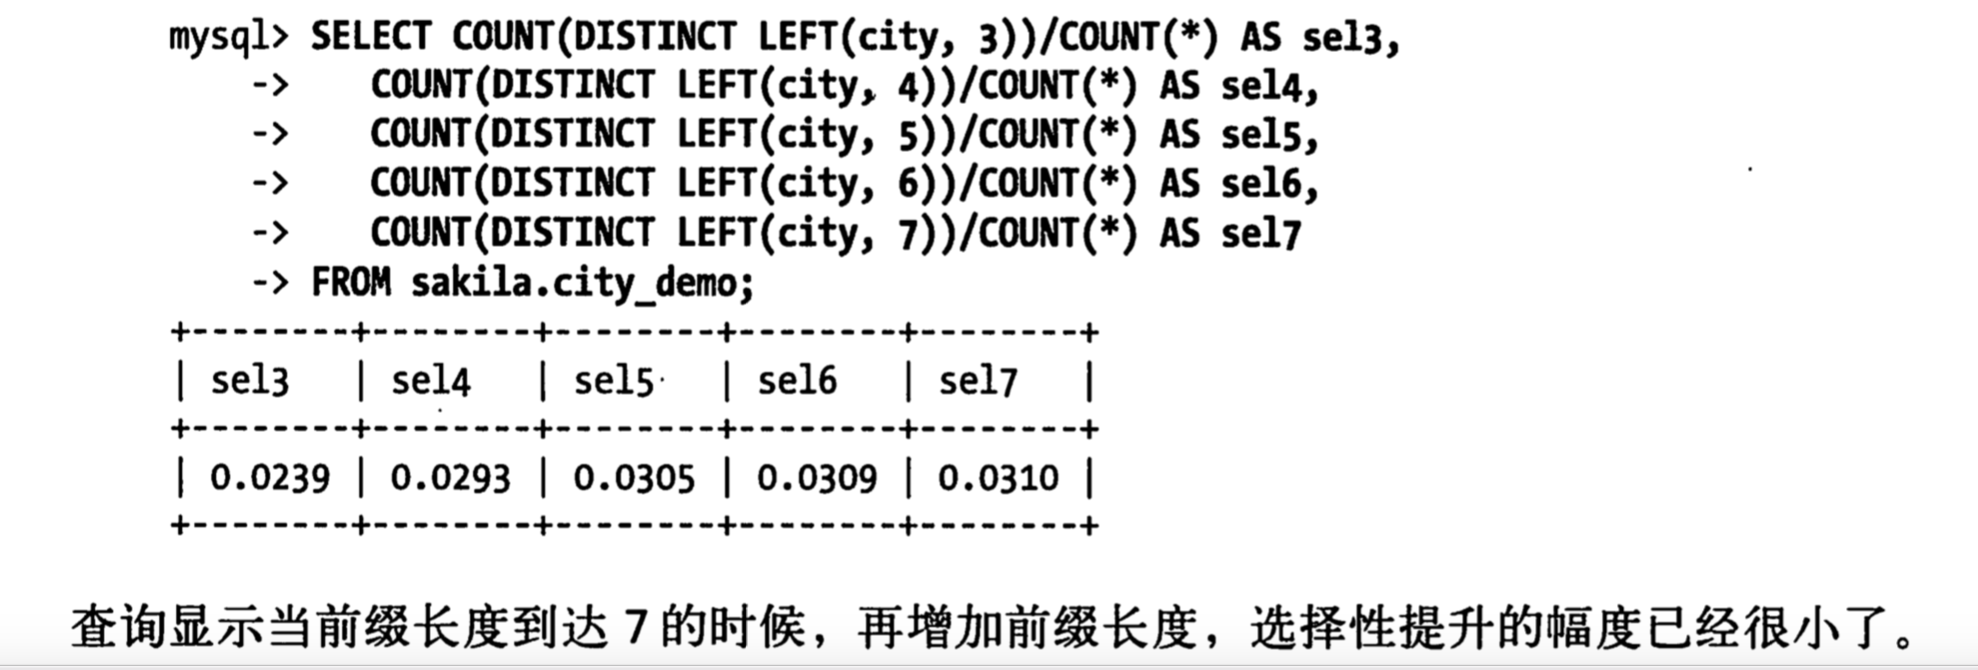 mysql> SELECT COUNT(DISTINCT LEFT(city, 3))/COUNT(*) AS sel3,
    ->    COUNT(DISTINCT LEFT(city, 4))/COUNT(*) AS sel4,
    ->    COUNT(DISTINCT LEFT(city, 5))/COUNT(*) AS sel5,
    ->    COUNT(DISTINCT LEFT(city, 6))/COUNT(*) AS sel6,
    ->    COUNT(DISTINCT LEFT(city, 7))/COUNT(*) AS sel7
    -> FROM sakila.city_demo;
+--------+--------+--------+--------+--------+
| sel3   | sel4   | sel5   | sel6   | sel7   |
+--------+--------+--------+--------+--------+
| 0.0239 | 0.0293 | 0.0305 | 0.0309 | 0.0310 |
+--------+--------+--------+--------+--------+
查询显示当前缀长度到达 7 的时候，再增加前缀长度，选择性提升的幅度已经很小了。